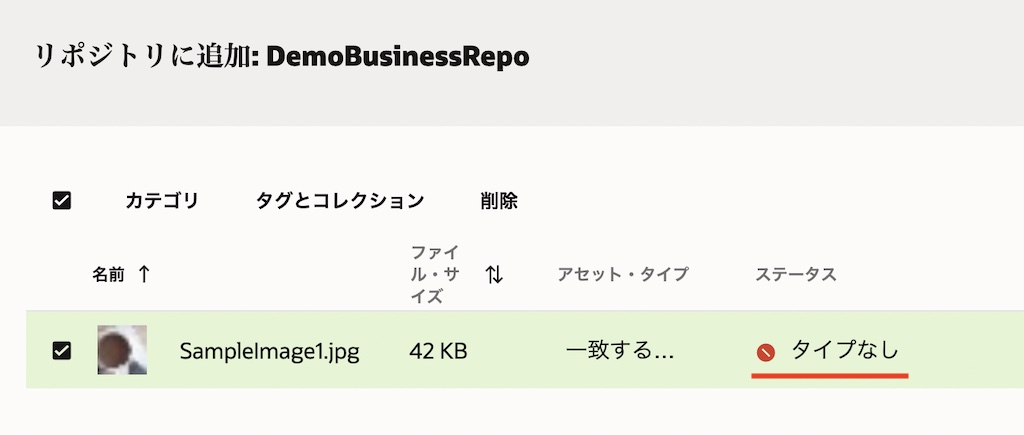 リポジトリに追加: DemoBusinessRepo
カテゴリ タグとコレクション 削除
名前 ↑ ファイ
ル・サ
イズ ⇅ アセット・タイプ ステータス
SampleImage1.jpg 42 KB 一致する... タイプなし